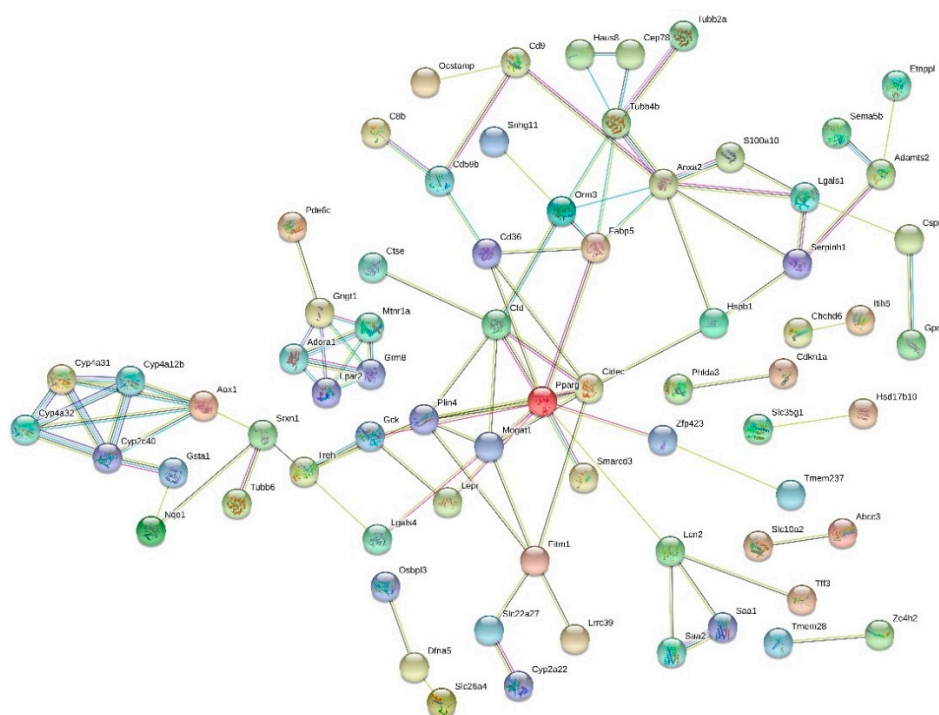 Tubb2a
Haus8
Cep78
Cd9
Ocstamp
Etnppl
Sema5b
C8b
Tubb4b
Snhg11
S100a10
Adamts2
Cd59b
Anxa2
Lgals1
Orm3
Pde6c
Cd36
Fabp5
Serpinh1
Ctse
Gngt1
Mtnr1a
Hspb1
Itih5
Cfd
Chchd6
Adora1
Grm8
Cyp4a31
Cyp4a12b
Lpar2
Cidec
Pparg
Phlda3
Cdkn1a
Aox1
Plin4
Hsd17b10
Cyp4a32
Gck
Zfp423
Slc35g1
Srxn1
Mogat1
Cyp2c40
Treh
Gsta1
Smarcd3
Tmem237
Lepr
Tubb6
Nqo1
Lgals4
Lcn2
Slc10a2
Abcc3
Fitm1
Osbpl3
Tff3
Saa1
Slc22a27
Lrrc39
Saa2
Tmem28
Zc4h2
Dfna5
Cyp2a22
Slc26a4